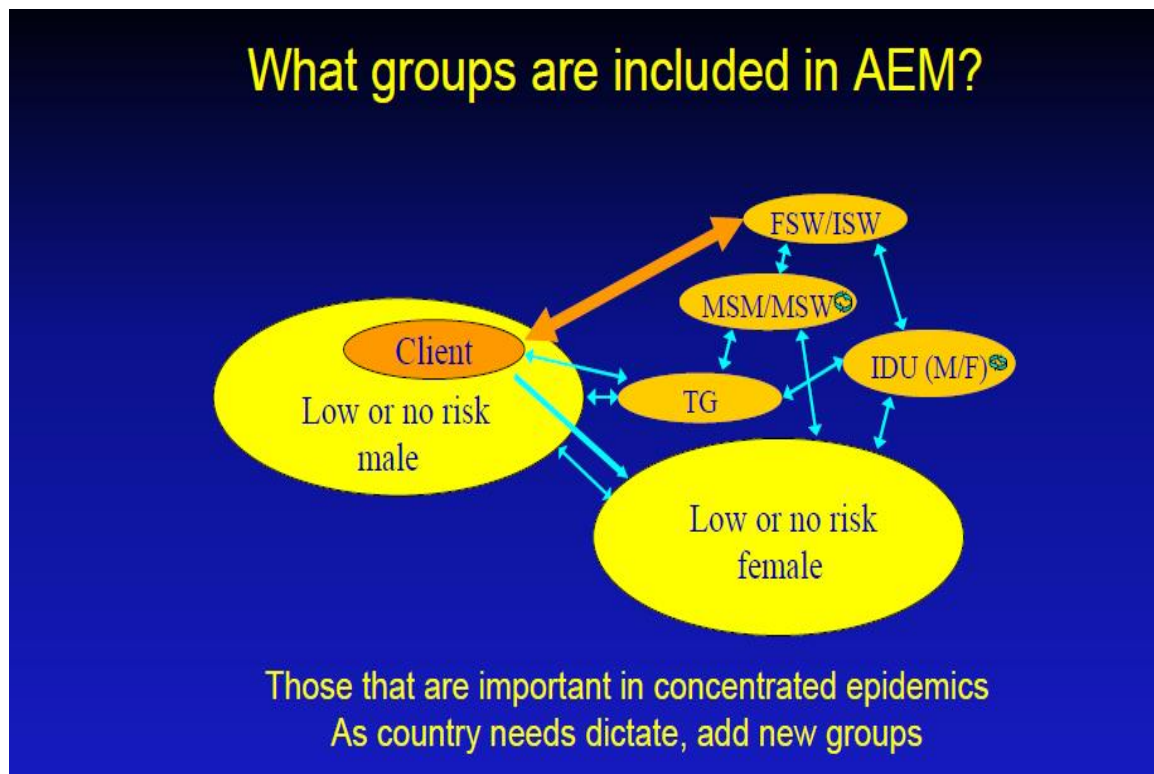 What groups are included in AEM?
FSW/ISW
MSM/MSW
Client
IDU (M/F)
TG
Low or no risk
male
Low or no risk
female
Those that are important in concentrated epidemics
As country needs dictate, add new groups